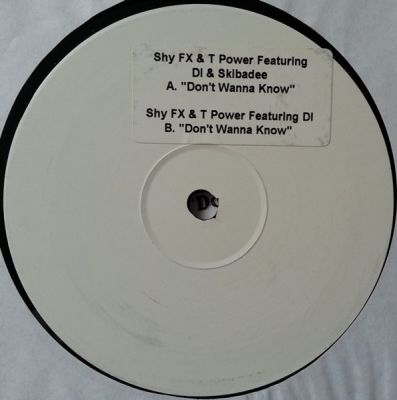 Shy FX & T Power Featuring
DI & Skibadee
A. "Don't Wanna Know"
Shy FX & T Power Featuring DI
B. "Don't Wanna Know"